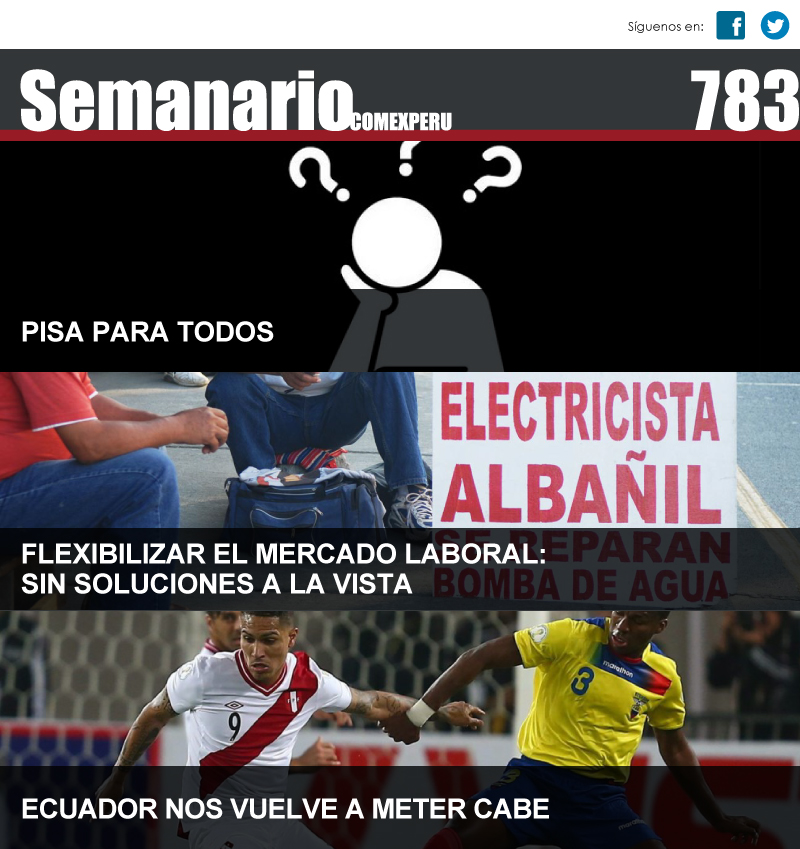 Síguenos en:
Semanario COMEXPERU
783
PISA PARA TODOS
ELECTRICISTA
ALBAÑIL
SE REPARAN
BOMBA DE AGUA
FLEXIBILIZAR EL MERCADO LABORAL:
SIN SOLUCIONES A LA VISTA
9
marathon
3
ECUADOR NOS VUELVE A METER CABE